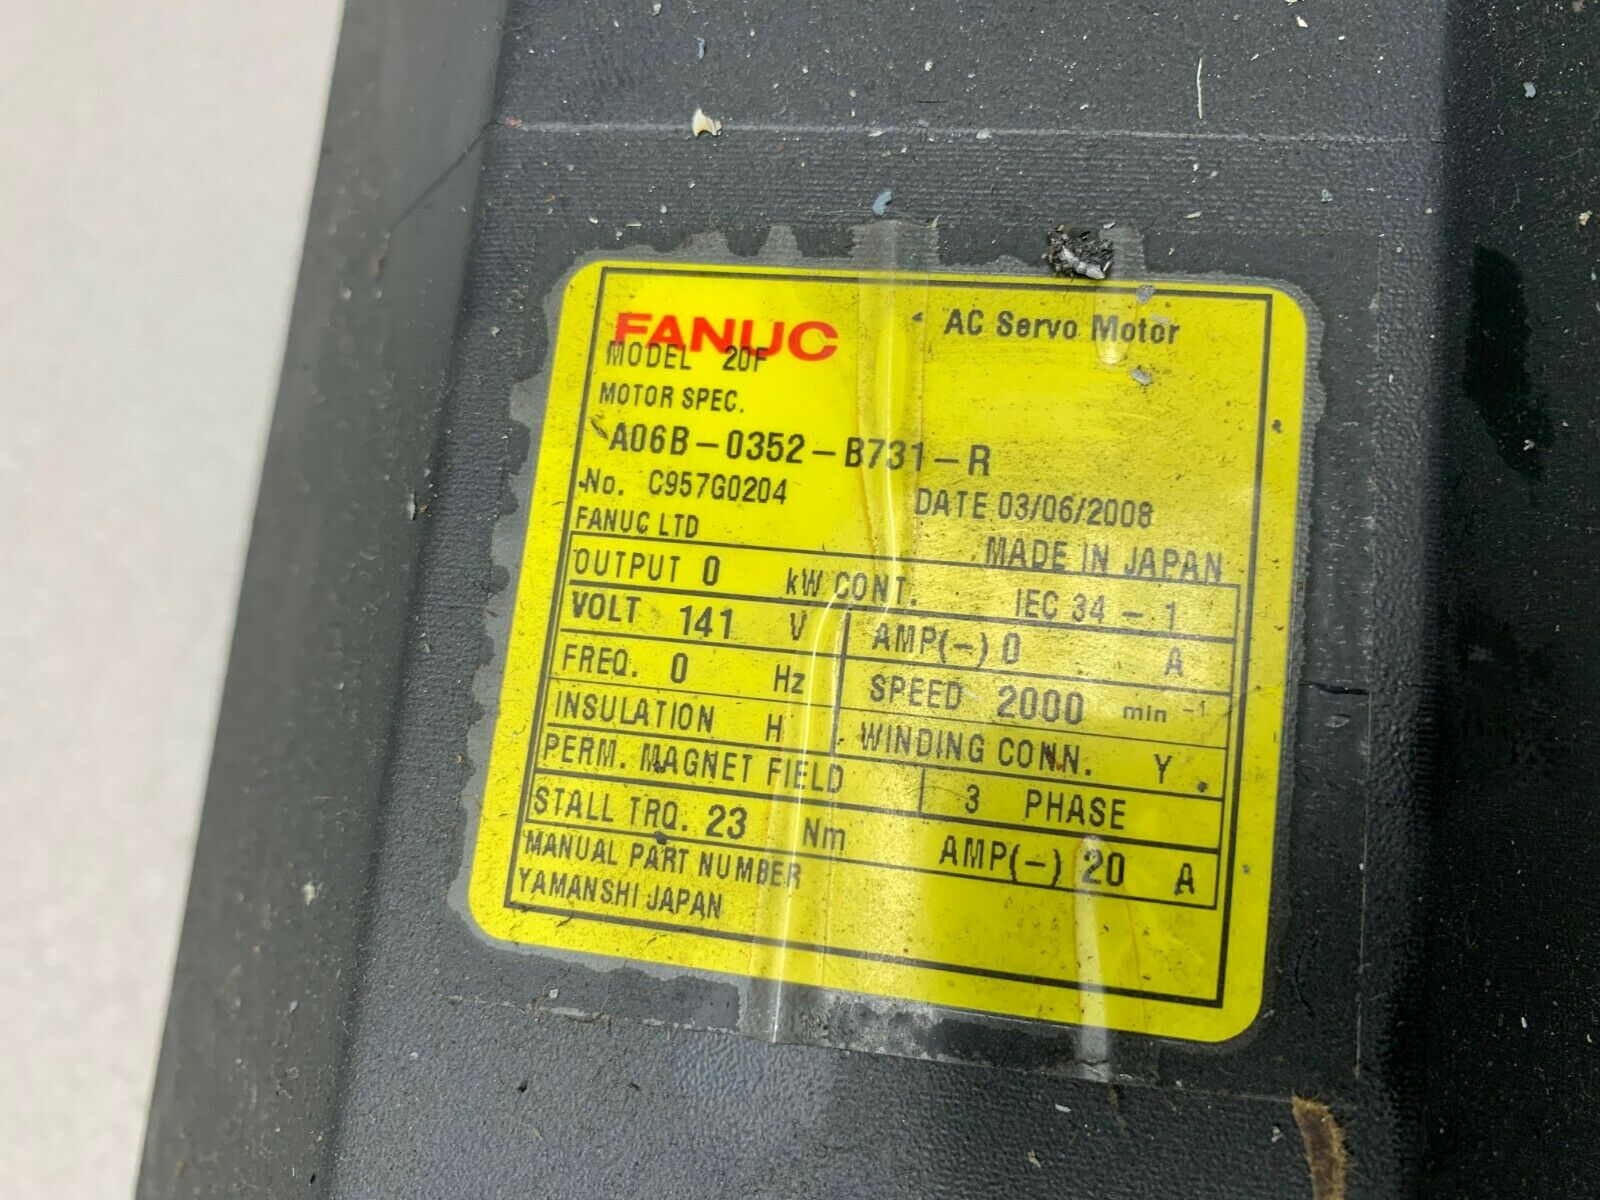 FANUC AC Servo Motor
MODEL 20F
MOTOR SPEC.
A06B-0352-B731-R
No. C957G0204
DATE 03/06/2008
FANUC LTD
MADE IN JAPAN
OUTPUT 0 kW CONT. IEC 34-1
VOLT 141 V AMP(~) 0 A
FREQ. 0 Hz SPEED 2000 min⁻¹
INSULATION H WINDING CONN. Y
PERM. MAGNET FIELD 3 PHASE
STALL TRQ. 23 Nm AMP(~) 20 A
MANUAL PART NUMBER
YAMANSHI JAPAN